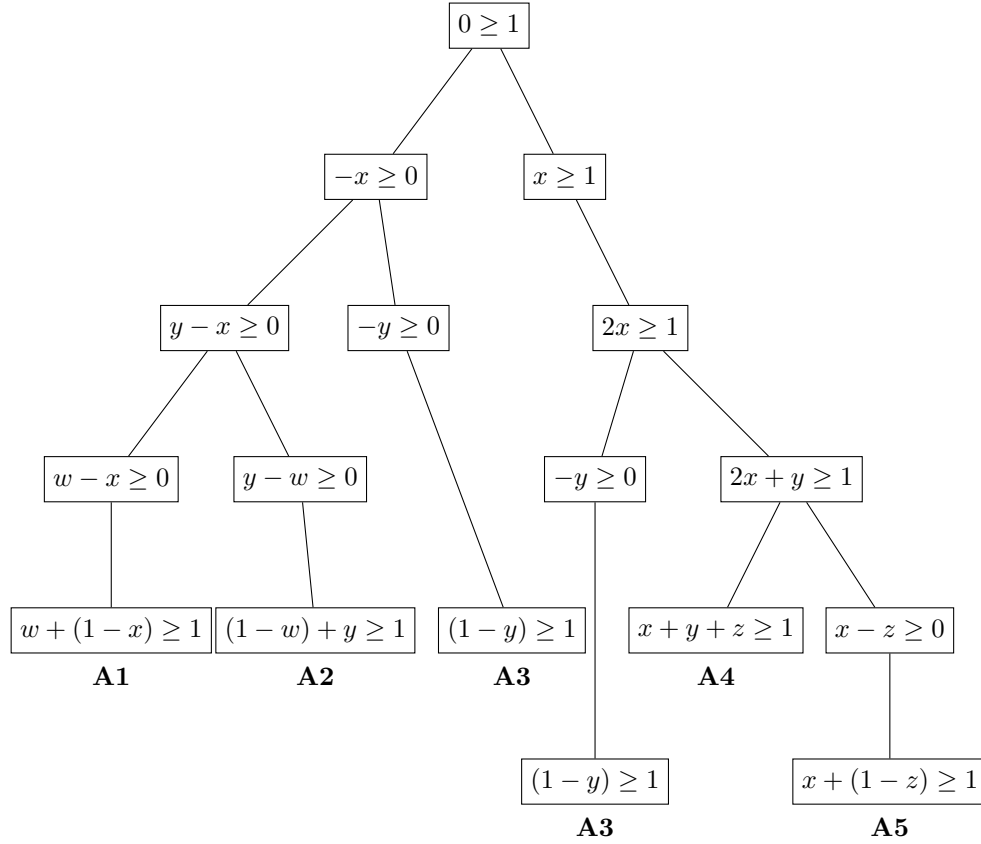 0 ≥ 1
−x ≥ 0
x ≥ 1
y − x ≥ 0
−y ≥ 0
2x ≥ 1
w − x ≥ 0
y − w ≥ 0
−y ≥ 0
2x + y ≥ 1
w + (1 − x) ≥ 1
(1 − w) + y ≥ 1
(1 − y) ≥ 1
x + y + z ≥ 1
x − z ≥ 0
A1
A2
A3
A4
(1 − y) ≥ 1
x + (1 − z) ≥ 1
A3
A5